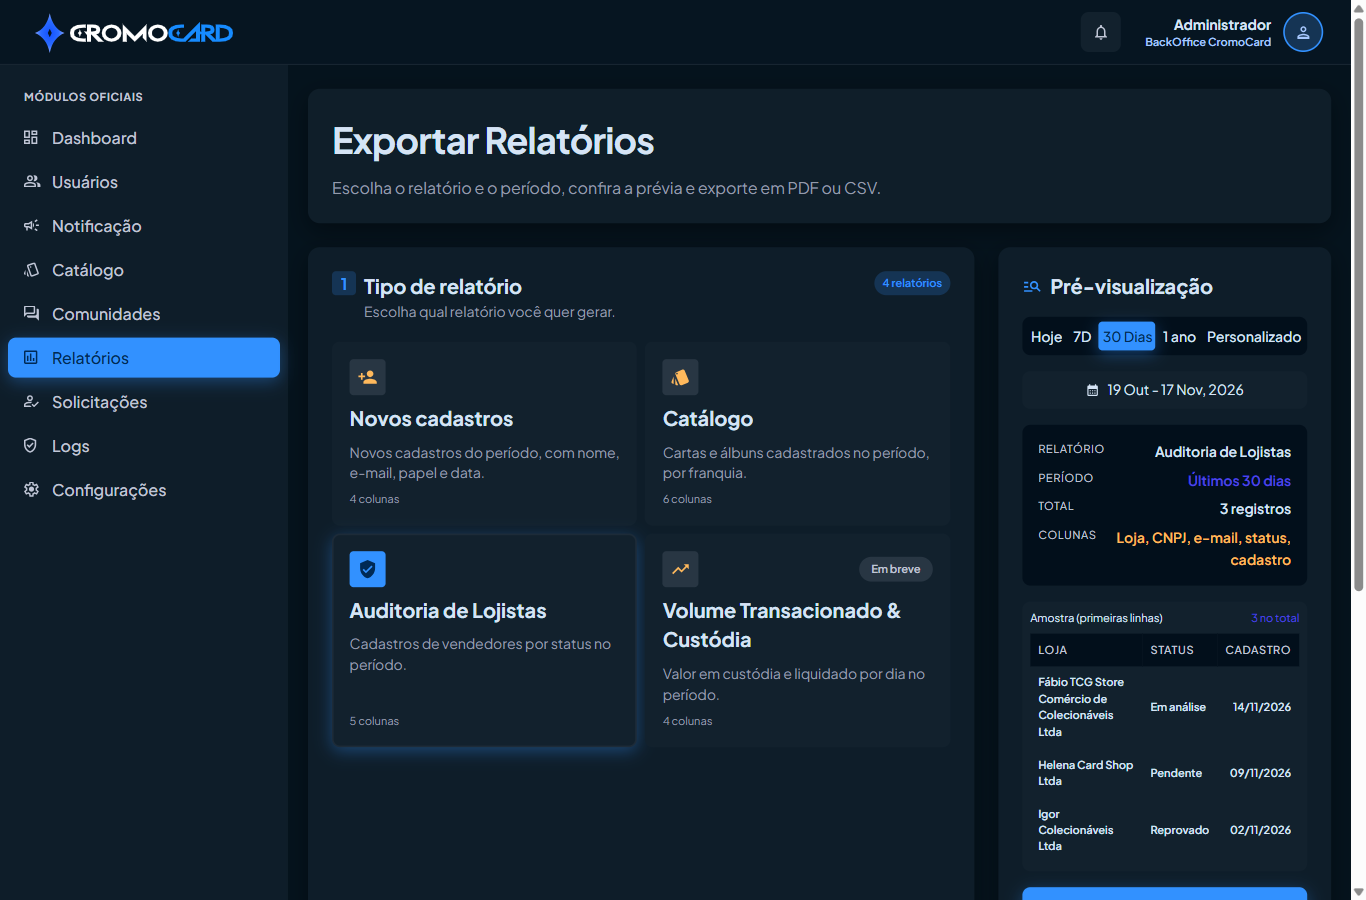 CROMOCARD
Administrador
BackOffice CromoCard
MÓDULOS OFICIAIS
Dashboard
Usuários
Notificação
Catálogo
Comunidades
Relatórios
Solicitações
Logs
Configurações
Exportar Relatórios
Escolha o relatório e o período, confira a prévia e exporte em PDF ou CSV.
1 Tipo de relatório
4 relatórios
Escolha qual relatório você quer gerar.
Novos cadastros
Novos cadastros do período, com nome,
e-mail, papel e data.
4 colunas
Catálogo
Cartas e álbuns cadastrados no período,
por franquia.
6 colunas
Auditoria de Lojistas
Cadastros de vendedores por status no
período.
5 colunas
Em breve
Volume Transacionado &
Custódia
Valor em custódia e liquidado por dia no
período.
4 colunas
Pré-visualização
Hoje 7D 30 Dias 1 ano Personalizado
19 Out - 17 Nov, 2026
RELATÓRIO Auditoria de Lojistas
PERÍODO Últimos 30 dias
TOTAL 3 registros
COLUNAS Loja, CNPJ, e-mail, status,
cadastro
Amostra (primeiras linhas) 3 no total
LOJA STATUS CADASTRO
Fábio TCG Store
Comércio de
Colecionáveis
Ltda
Em análise 14/11/2026
Helena Card Shop
Ltda
Pendente 09/11/2026
Igor
Colecionáveis
Ltda
Reprovado 02/11/2026